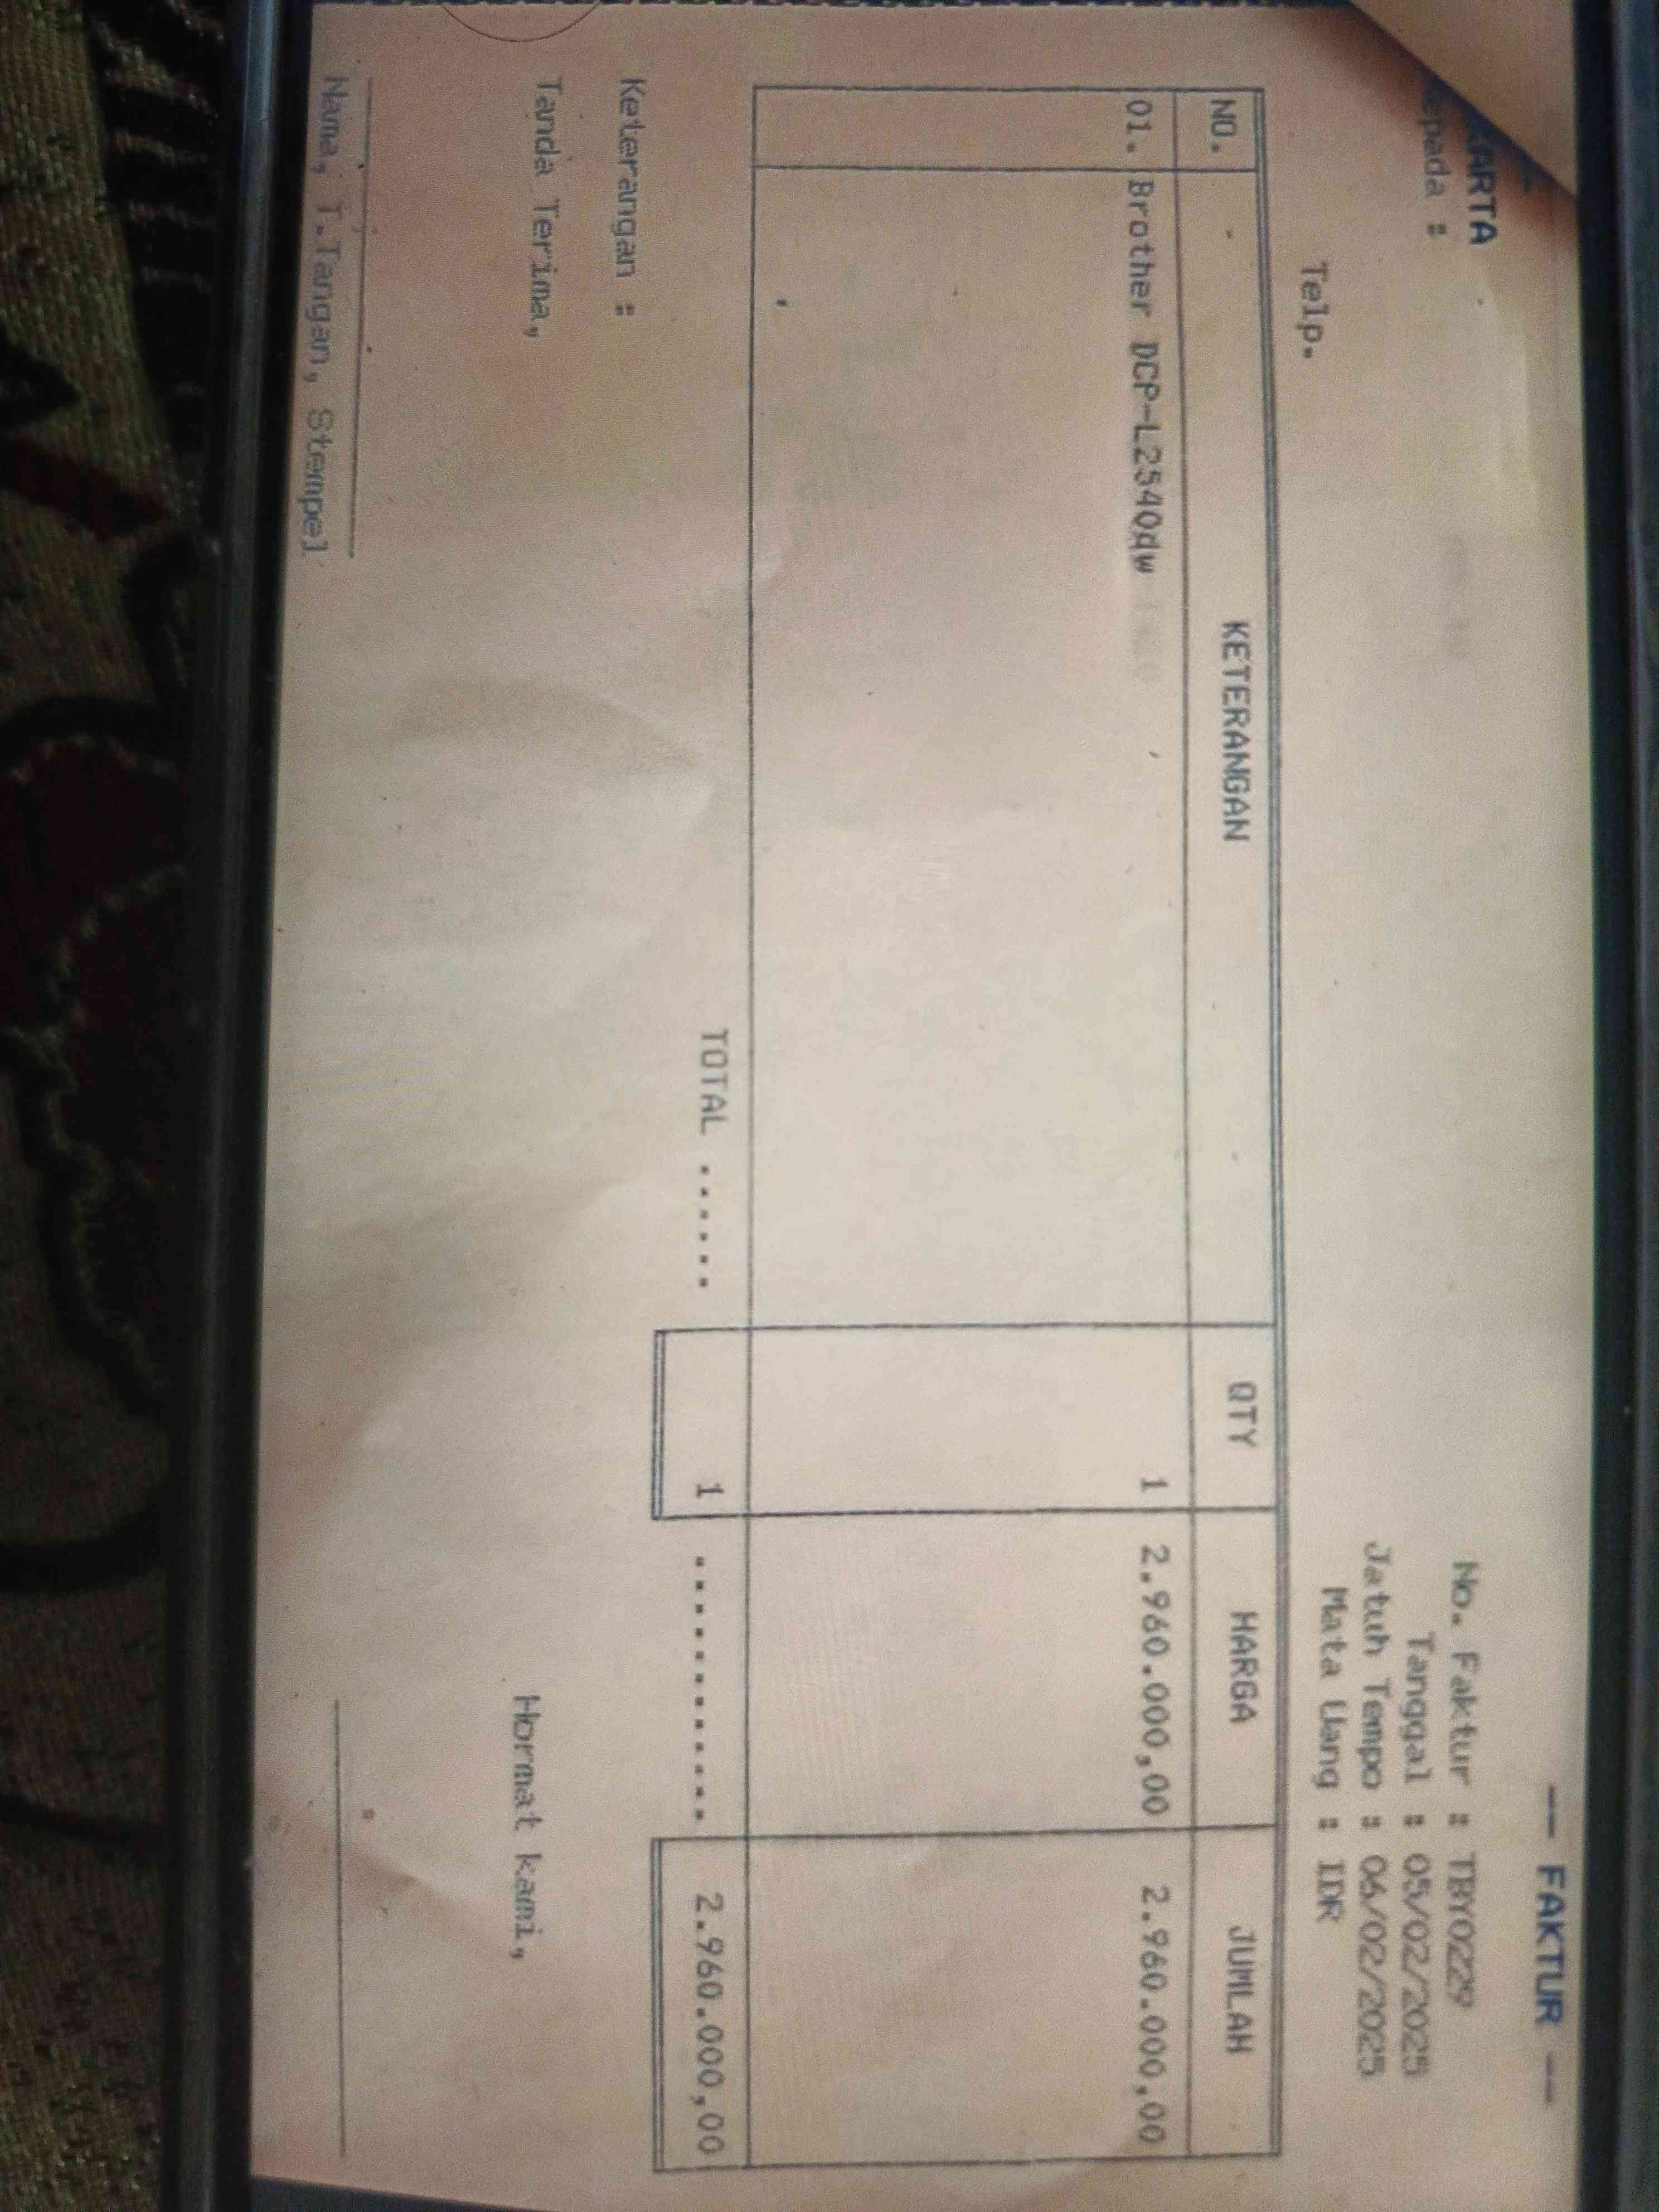 -- FAKTUR --
ARTA
epada :
No. Faktur : TBY0229
Tanggal : 05/02/2025
Jatuh Tempo : 06/02/2025
Telp.
Mata Uang : IDR
NO. KETERANGAN QTY HARGA JUMLAH
01. Brother DCP-L2540dw 1 2.960.000,00 2.960.000,00
TOTAL ...... 1 ............ 2.960.000,00
Keterangan :
Tanda Terima, Hormat kami,
Nama, T.Tangan, Stempel